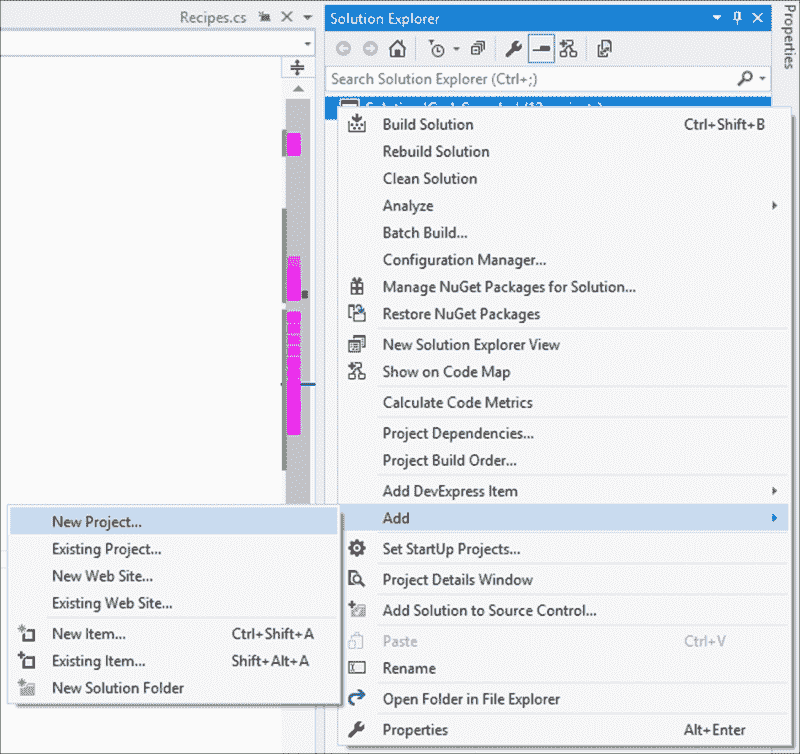 Recipes.cs
Solution Explorer
Properties
Search Solution Explorer (Ctrl+;)
Build Solution Ctrl+Shift+B
Rebuild Solution
Clean Solution
Analyze
Batch Build...
Configuration Manager...
Manage NuGet Packages for Solution...
Restore NuGet Packages
New Solution Explorer View
Show on Code Map
Calculate Code Metrics
Project Dependencies...
Project Build Order...
Add DevExpress Item
Add
Set StartUp Projects...
Project Details Window
Add Solution to Source Control...
Paste Ctrl+V
Rename
Open Folder in File Explorer
Properties Alt+Enter
New Project...
Existing Project...
New Web Site...
Existing Web Site...
New Item... Ctrl+Shift+A
Existing Item... Shift+Alt+A
New Solution Folder